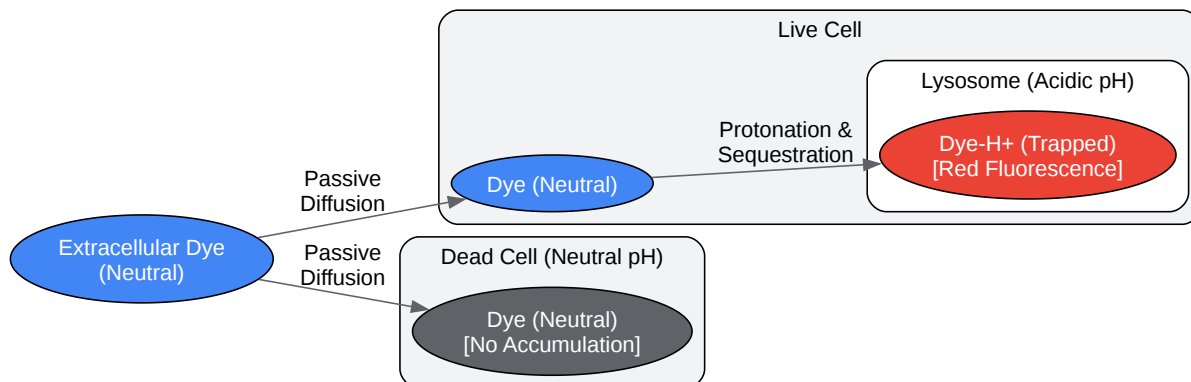 Live Cell
Lysosome (Acidic pH)
Protonation &
Sequestration
Dye-H+ (Trapped)
[Red Fluorescence]
Dye (Neutral)
Passive
Diffusion
Extracellular Dye
(Neutral)
Passive
Diffusion
Dead Cell (Neutral pH)
Dye (Neutral)
[No Accumulation]